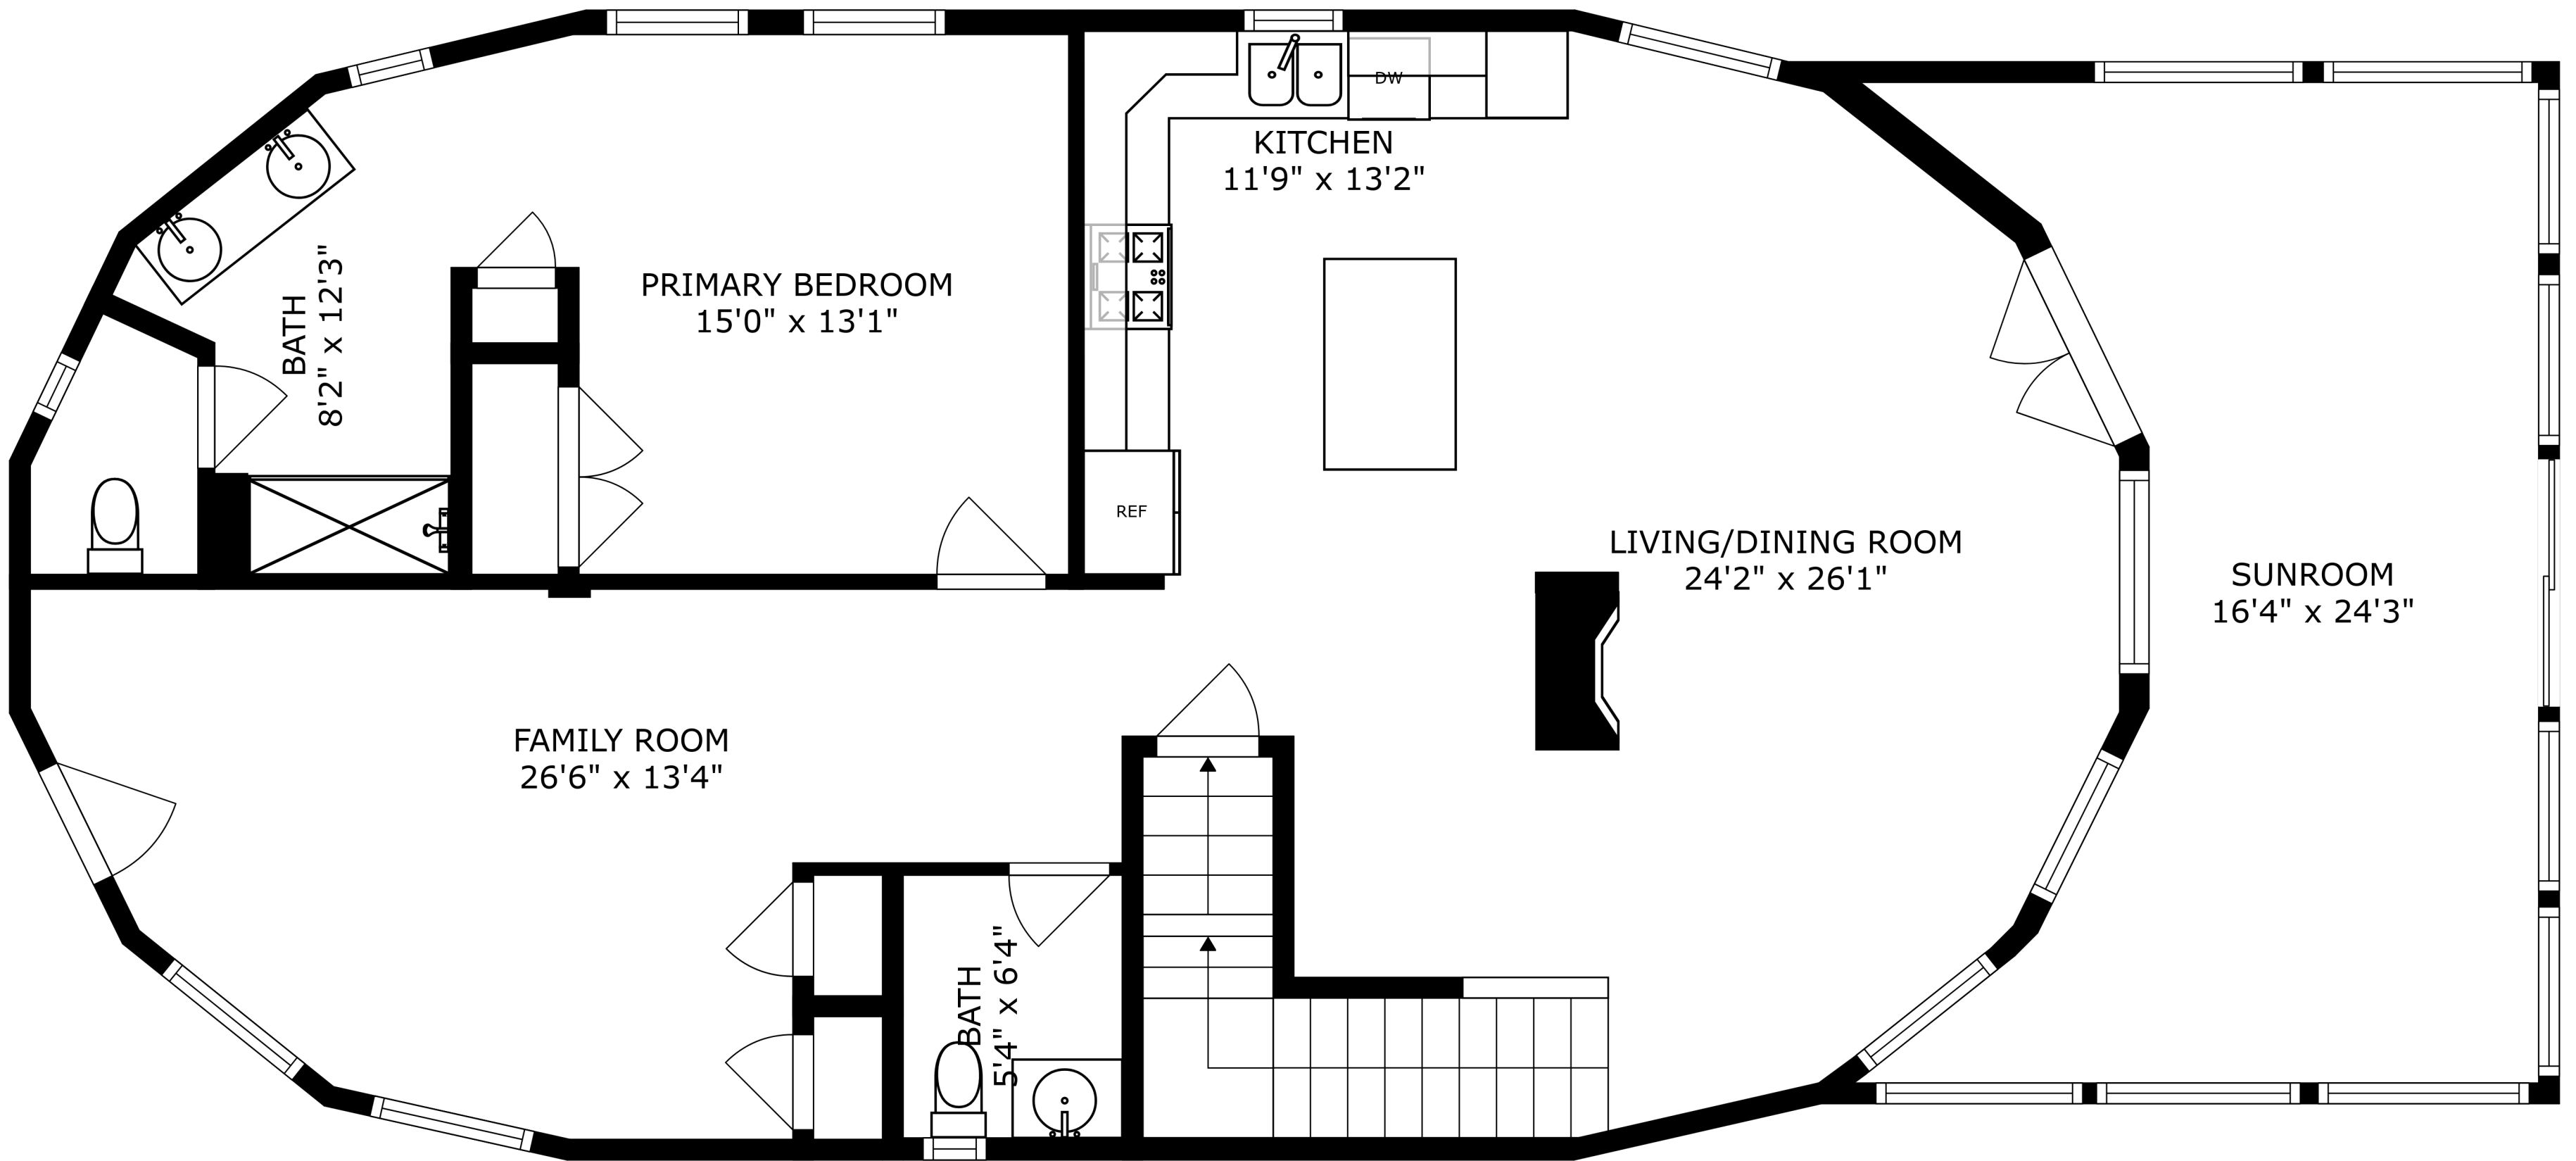 DW
KITCHEN
11'9" x 13'2"
PRIMARY BEDROOM
15'0" x 13'1"
BATH
8'2" x 12'3"
REF
LIVING/DINING ROOM
24'2" x 26'1"
SUNROOM
16'4" x 24'3"
FAMILY ROOM
26'6" x 13'4"
BATH
5'4" x 6'4"